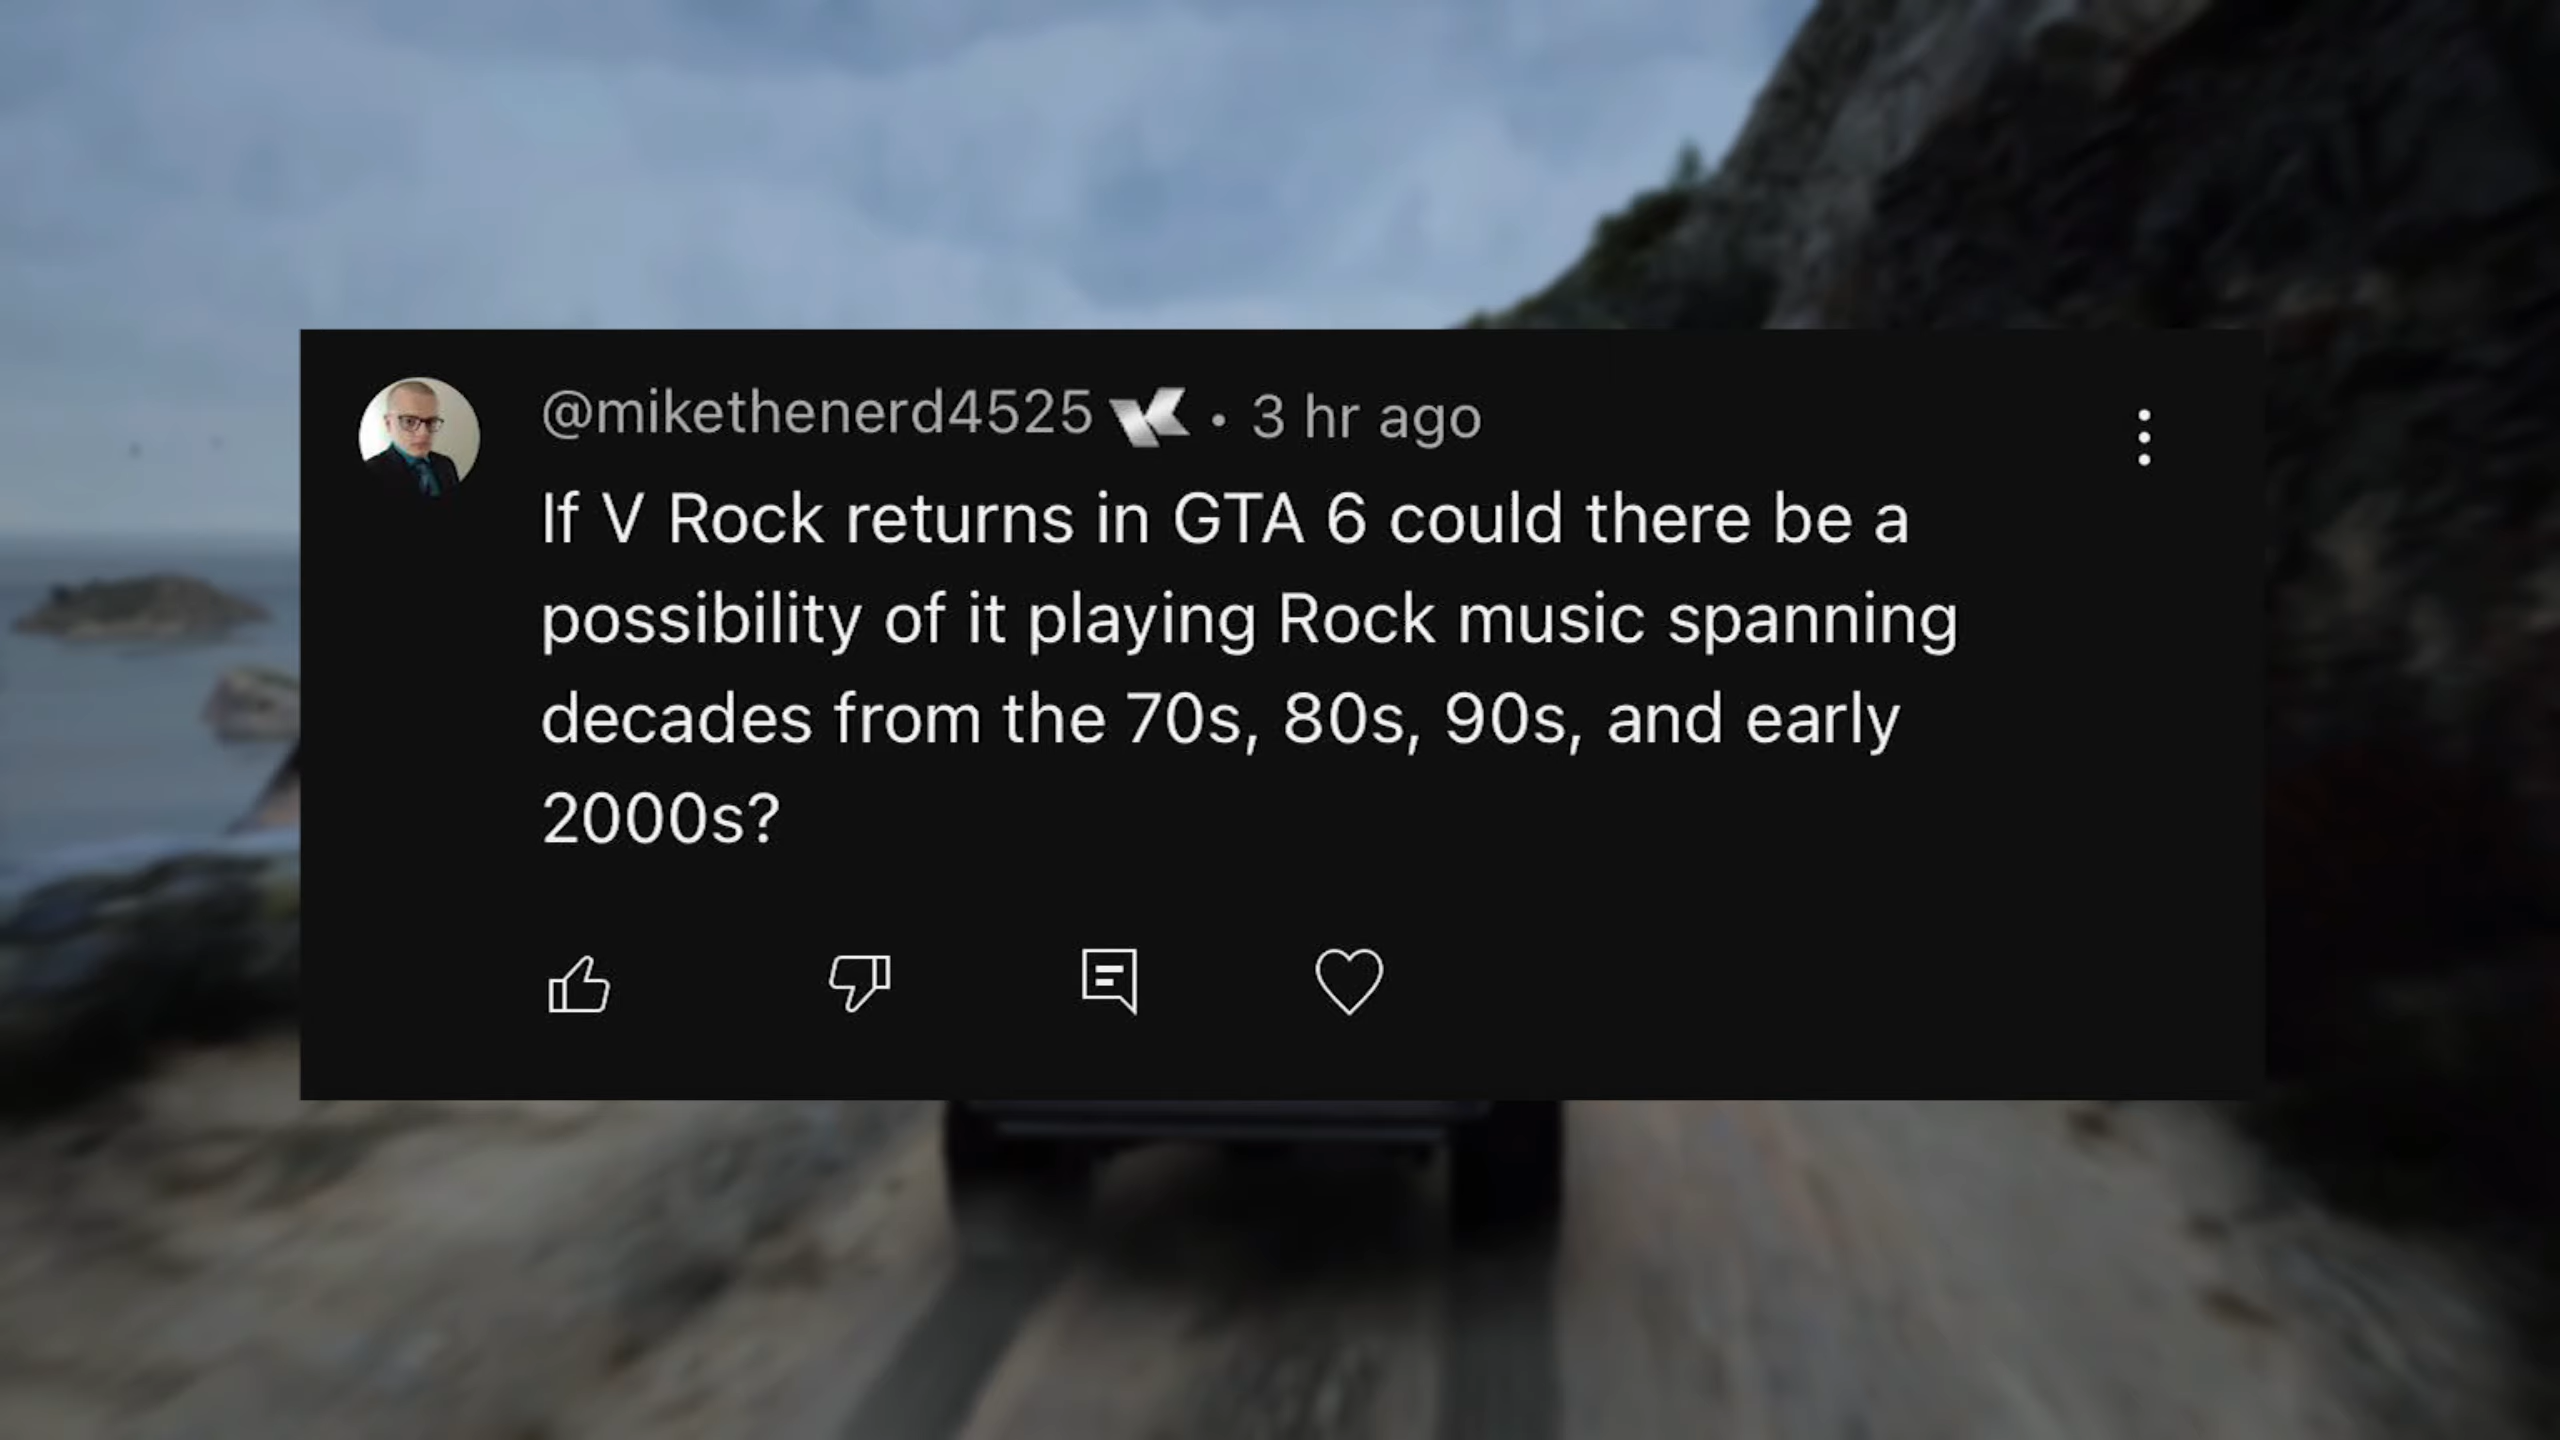 @mikethenerd4525 • 3 hr ago
If V Rock returns in GTA 6 could there be a
possibility of it playing Rock music spanning
decades from the 70s, 80s, 90s, and early
2000s?